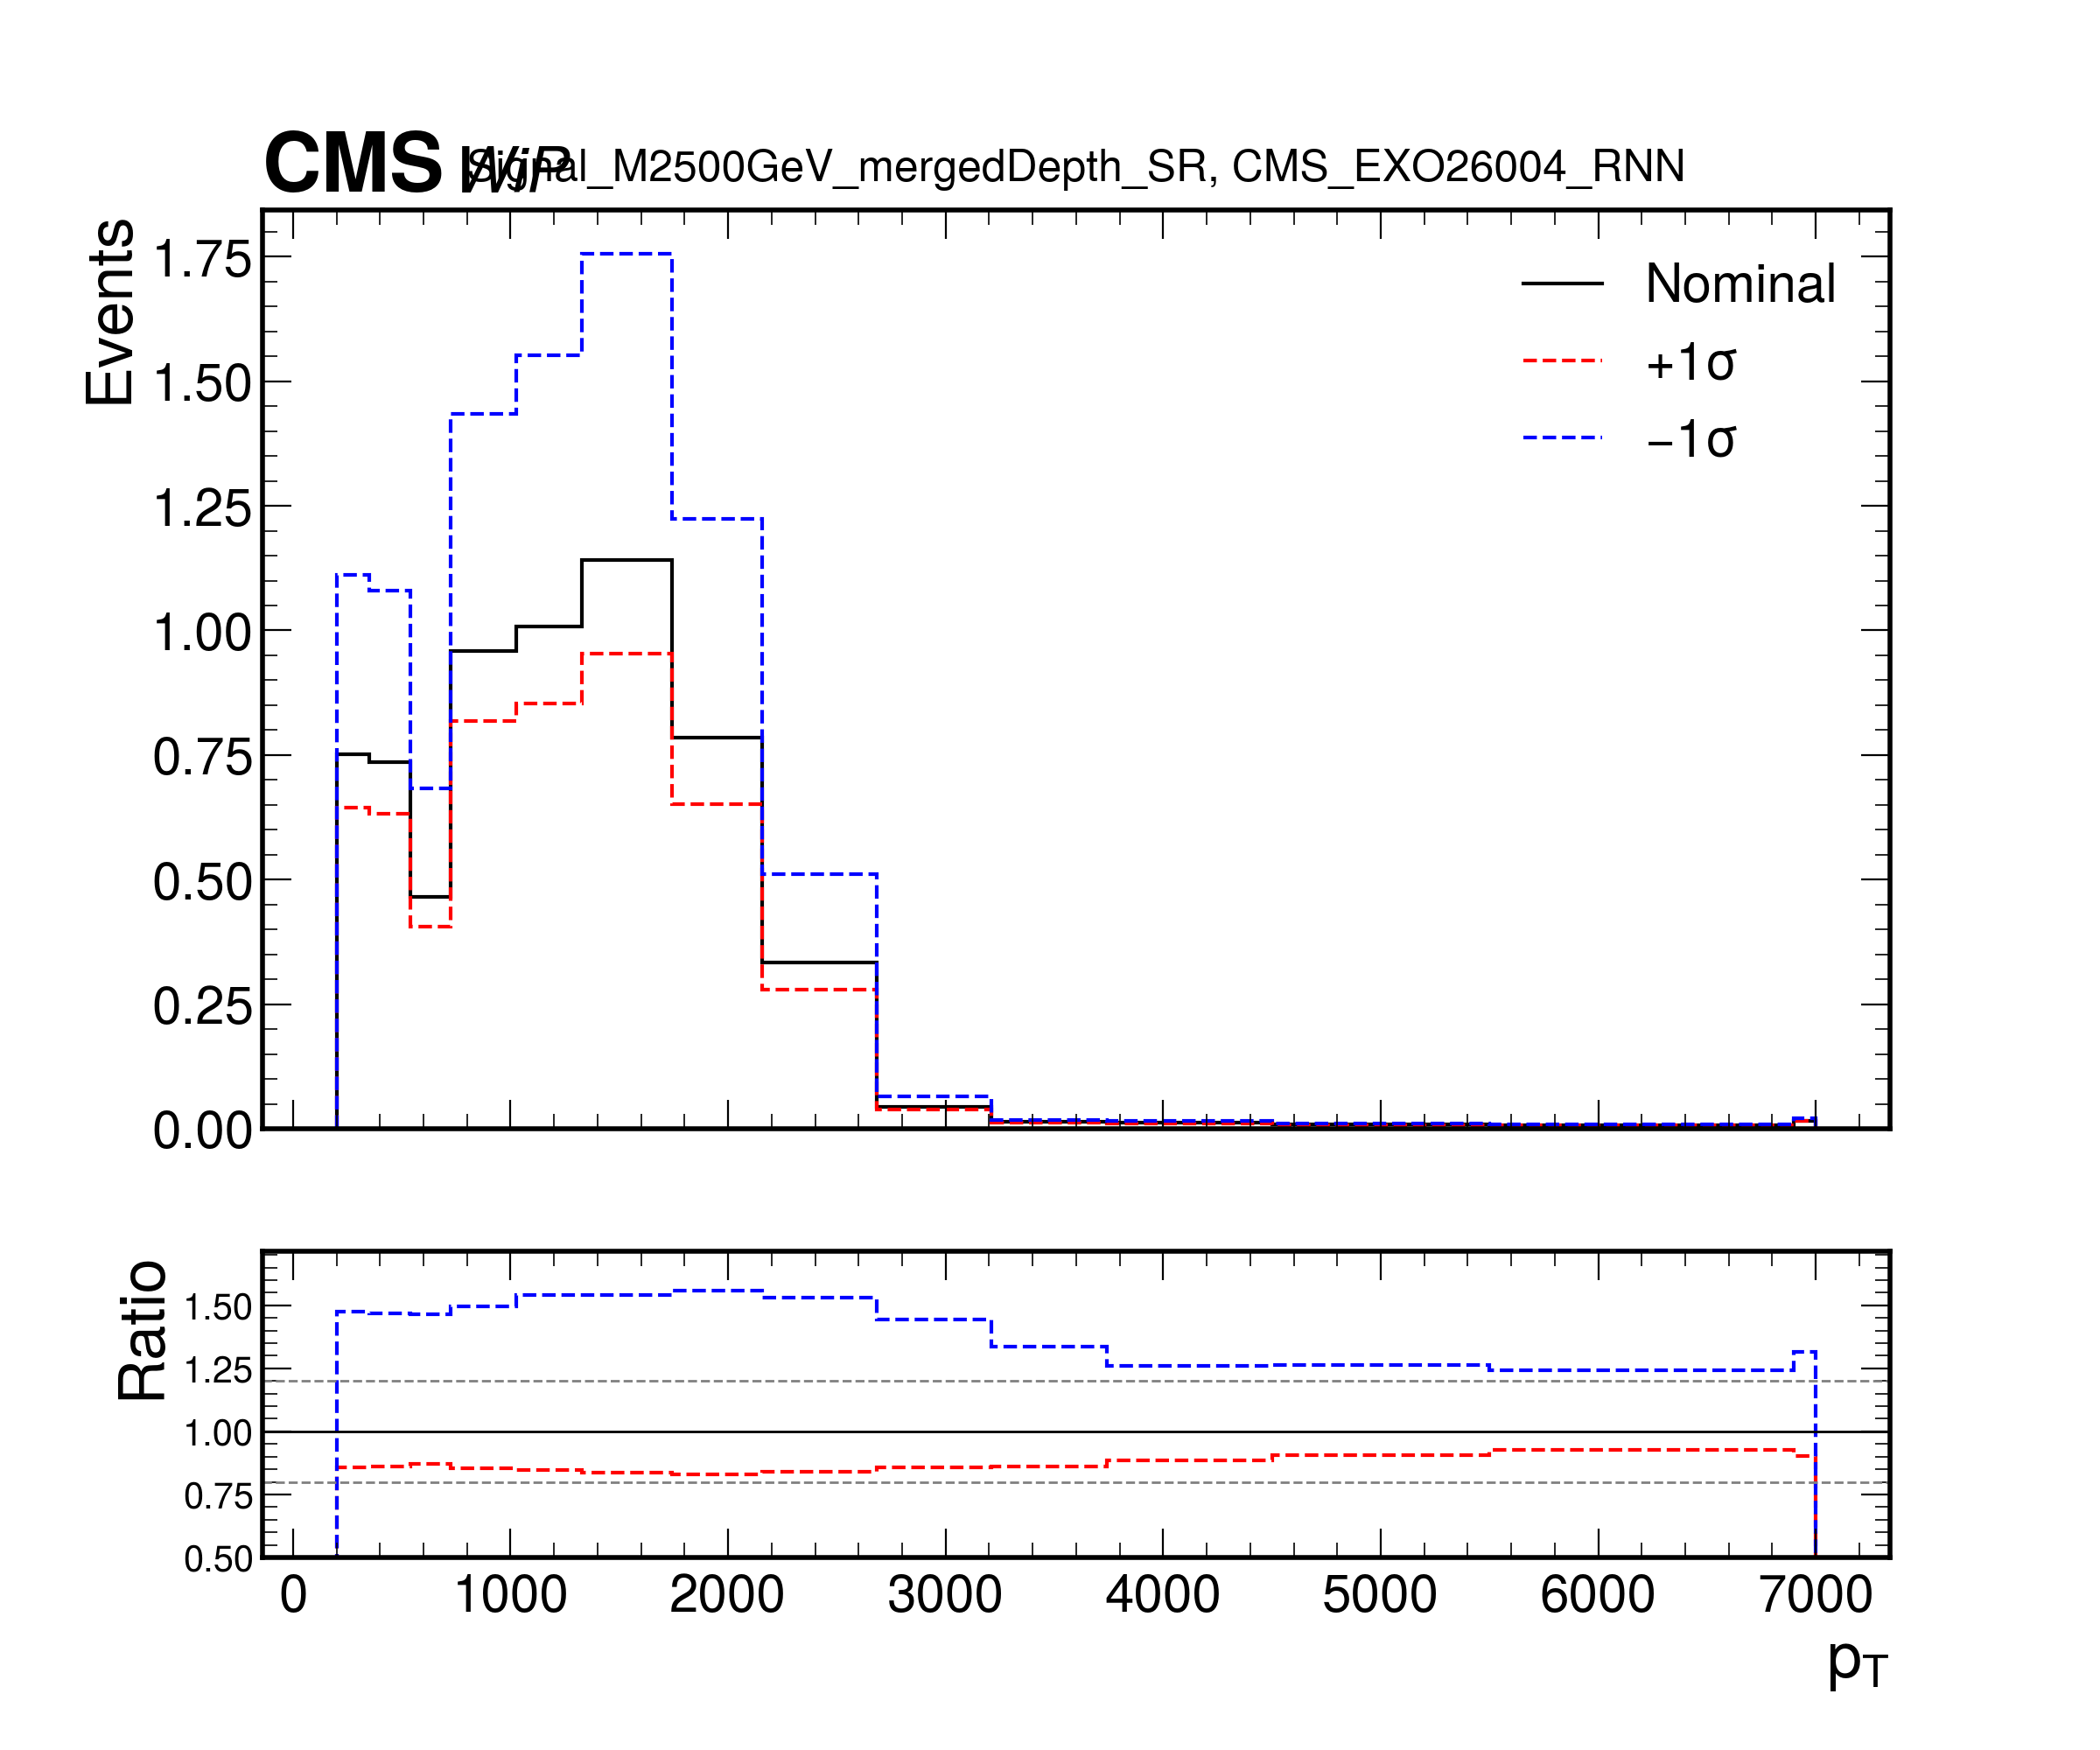 CMS WiP Signal_M2500GeV_mergedDepth_SR, CMS_EXO26004_RNN
Events
1.75
1.50
1.25
1.00
0.75
0.50
0.25
0.00
Nominal
+1σ
−1σ
Ratio
1.50
1.25
1.00
0.75
0.50
0 1000 2000 3000 4000 5000 6000 7000
pT